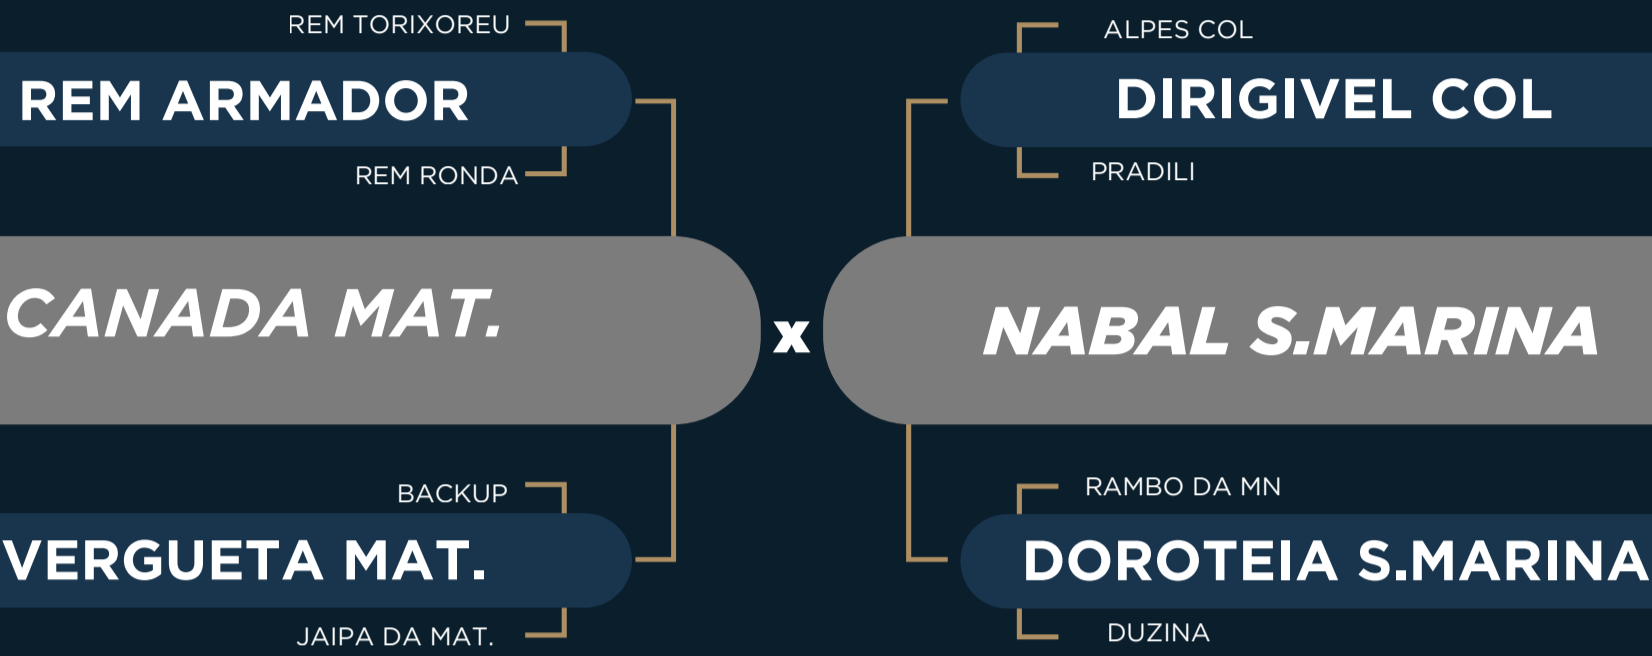 REM TORIXOREU
REM ARMADOR
REM RONDA
CANADA MAT.
BACKUP
VERGUETA MAT.
JAIPA DA MAT.
x
ALPES COL
DIRIGIVEL COL
PRADILI
NABAL S.MARINA
RAMBO DA MN
DOROTEIA S.MARINA
DUZINA